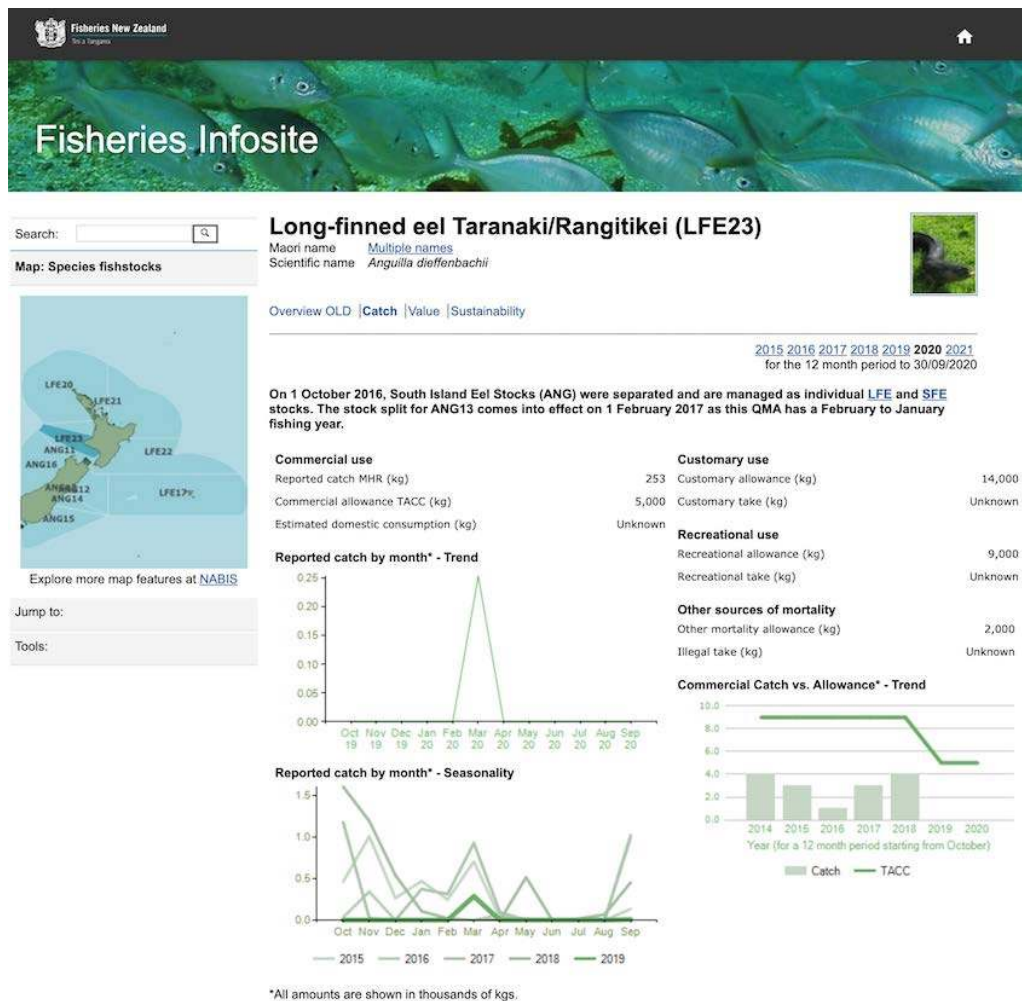 Fisheries New Zealand
Tini a Tangaroa
Fisheries Infosite
Search:
Map: Species fishstocks
LFE20
LFE21
LFE23
ANG11
LFE22
ANG16
ANG12
LFE17
ANG14
ANG15
Explore more map features at NABIS
Jump to:
Tools:
Long-finned eel Taranaki/Rangitikei (LFE23)
Maori name Multiple names
Scientific name Anguilla dieffenbachii
Overview OLD |Catch |Value |Sustainability
2015 2016 2017 2018 2019 2020 2021
for the 12 month period to 30/09/2020
On 1 October 2016, South Island Eel Stocks (ANG) were separated and are managed as individual LFE and SFE
stocks. The stock split for ANG13 comes into effect on 1 February 2017 as this QMA has a February to January
fishing year.
Commercial use
Reported catch MHR (kg) 253
Commercial allowance TACC (kg) 5,000
Estimated domestic consumption (kg) Unknown
Reported catch by month* - Trend
0.25
0.20
0.15
0.10
0.05
0.00
Oct Nov Dec Jan Feb Mar Apr May Jun Jul Aug Sep
19 19 19 20 20 20 20 20 20 20 20 20
Reported catch by month* - Seasonality
1.5
1.0
0.5
0.0
Oct Nov Dec Jan Feb Mar Apr May Jun Jul Aug Sep
2015 2016 2017 2018 2019
*All amounts are shown in thousands of kgs.
Customary use
Customary allowance (kg) 14,000
Customary take (kg) Unknown
Recreational use
Recreational allowance (kg) 9,000
Recreational take (kg) Unknown
Other sources of mortality
Other mortality allowance (kg) 2,000
Illegal take (kg) Unknown
Commercial Catch vs. Allowance* - Trend
10.0
8.0
6.0
4.0
2.0
0.0
2014 2015 2016 2017 2018 2019 2020
Year (for a 12 month period starting from October)
Catch TACC